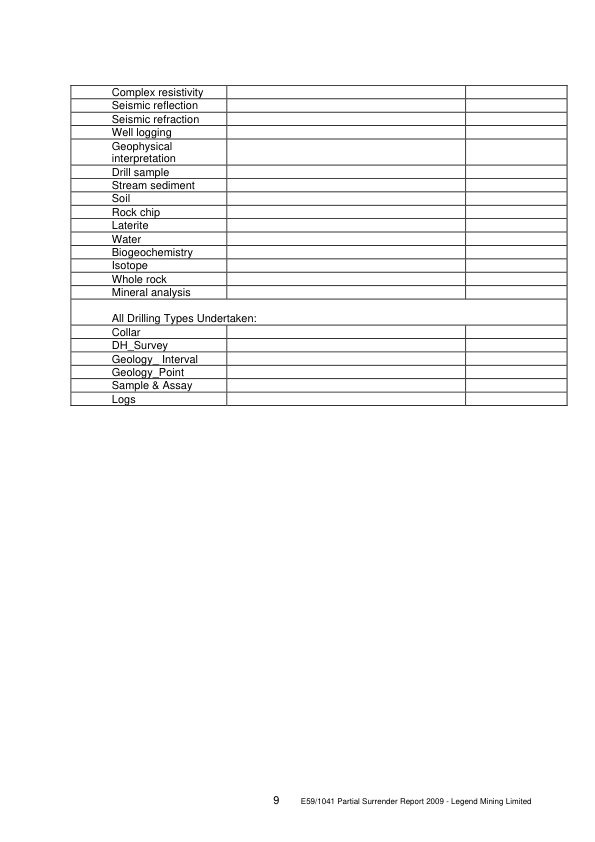 Complex resistivity
Seismic reflection
Seismic refraction
Well logging
Geophysical
interpretation
Drill sample
Stream sediment
Soil
Rock chip
Laterite
Water
Biogeochemistry
Isotope
Whole rock
Mineral analysis
All Drilling Types Undertaken:
Collar
DH_Survey
Geology_ Interval
Geology_Point
Sample & Assay
Logs
9 E59/1041 Partial Surrender Report 2009 - Legend Mining Limited